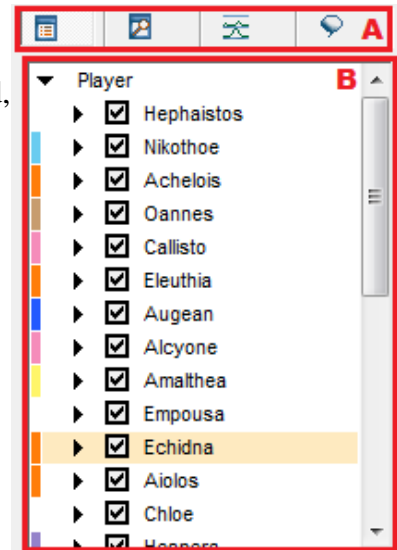 A
Player B
Hephaistos
Nikothoe
Achelois
Oannes
Callisto
Eleuthia
Augean
Alcyone
Amalthea
Empousa
Echidna
Aiolos
Chloe